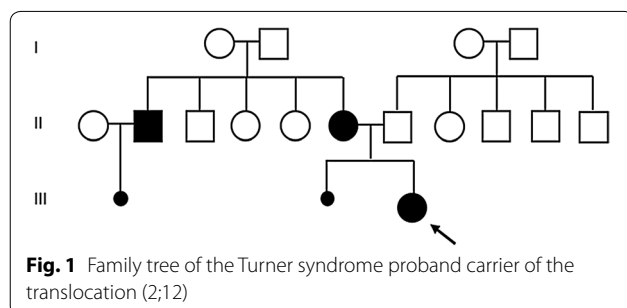 I
II
III
Fig. 1 Family tree of the Turner syndrome proband carrier of the
translocation (2;12)